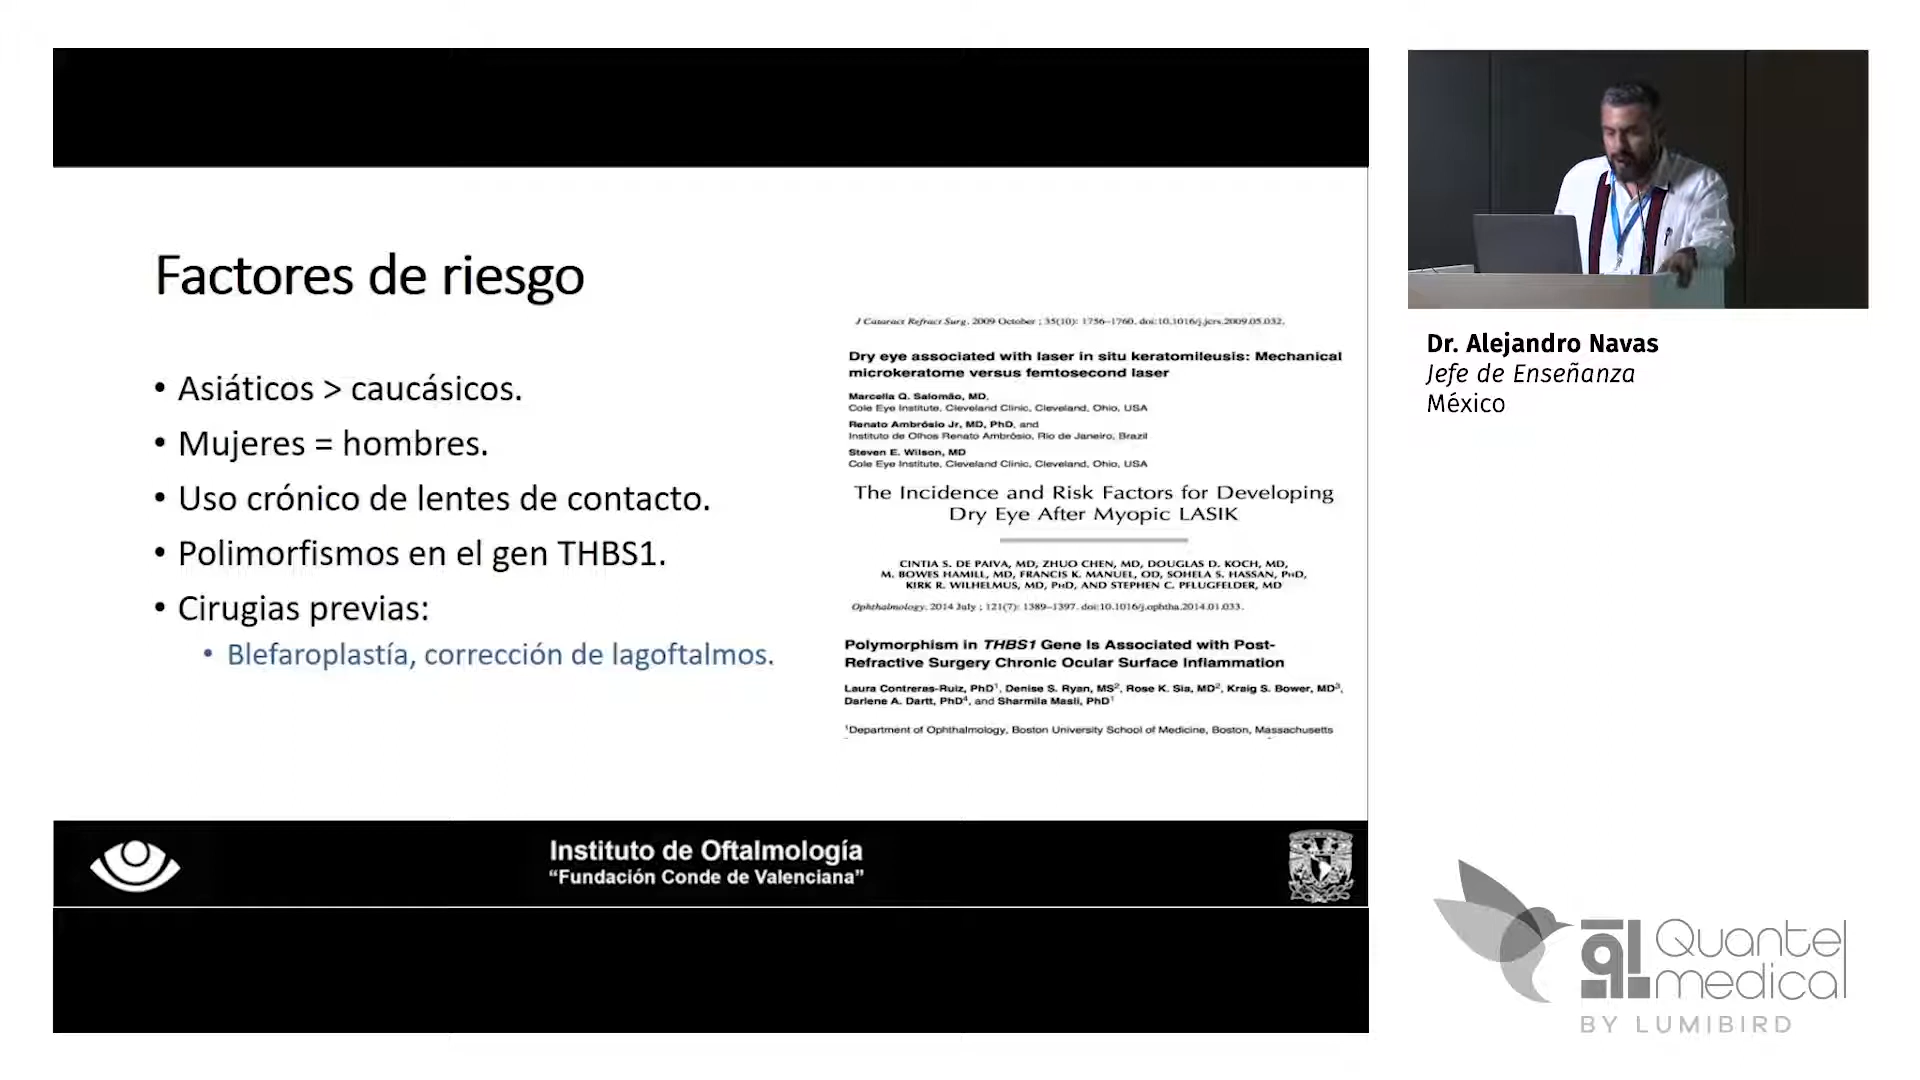 Factores de riesgo
• Asiáticos > caucásicos.
• Mujeres = hombres.
• Uso crónico de lentes de contacto.
• Polimorfismos en el gen THBS1.
• Cirugias previas:
• Blefaroplastía, corrección de lagoftalmos.
J Cataract Refract Surg. 2009 October ; 35(10): 1756–1760. doi:10.1016/j.jcrs.2009.05.032.
Dry eye associated with laser in situ keratomileusis: Mechanical
microkeratome versus femtosecond laser
Marcella Q. Salomão, MD,
Cole Eye Institute, Cleveland Clinic, Cleveland, Ohio, USA
Renato Ambrósio Jr, MD, PhD, and
Instituto de Olhos Renato Ambrósio, Rio de Janeiro, Brazil
Steven E. Wilson, MD
Cole Eye Institute, Cleveland Clinic, Cleveland, Ohio, USA
The Incidence and Risk Factors for Developing
Dry Eye After Myopic LASIK
CINTIA S. DE PAIVA, MD, ZHUO CHEN, MD, DOUGLAS D. KOCH, MD,
M. BOWES HAMILL, MD, FRANCIS K. MANUEL, OD, SOHELA S. HASSAN, PHD,
KIRK R. WILHELMUS, MD, PHD, AND STEPHEN C. PFLUGFELDER, MD
Ophthalmology. 2014 July ; 121(7): 1389–1397. doi:10.1016/j.ophtha.2014.01.033.
Polymorphism in THBS1 Gene Is Associated with Post-
Refractive Surgery Chronic Ocular Surface Inflammation
Laura Contreras-Ruiz, PhD1, Denise S. Ryan, MS2, Rose K. Sia, MD2, Kraig S. Bower, MD3,
Darlene A. Dartt, PhD4, and Sharmila Masli, PhD1
1Department of Ophthalmology, Boston University School of Medicine, Boston, Massachusetts
Instituto de Oftalmología
“Fundación Conde de Valenciana”
Dr. Alejandro Navas
Jefe de Enseñanza
México
Quantel
medical
BY LUMIBIRD